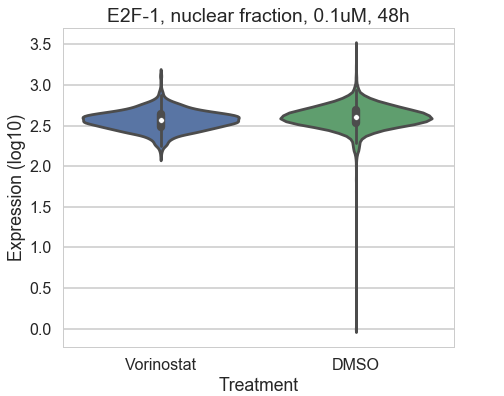 E2F-1, nuclear fraction, 0.1uM, 48h
Expression (log10)
3.5
3.0
2.5
2.0
1.5
1.0
0.5
0.0
Vorinostat
DMSO
Treatment